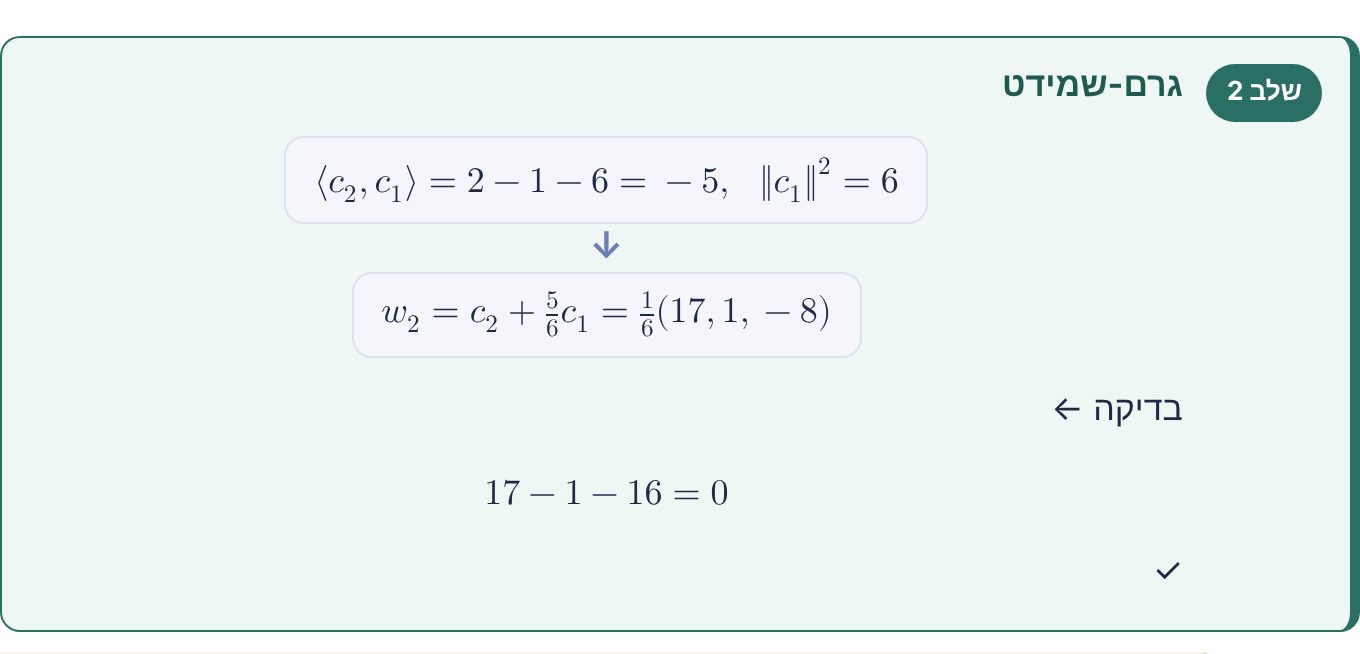 שלב 2 גרם-שמידט
⟨c₂, c₁⟩ = 2 − 1 − 6 = −5, ‖c₁‖² = 6
↓
w₂ = c₂ + 5/6 c₁ = 1/6 (17, 1, −8)
בדיקה ←
17 − 1 − 16 = 0
✓